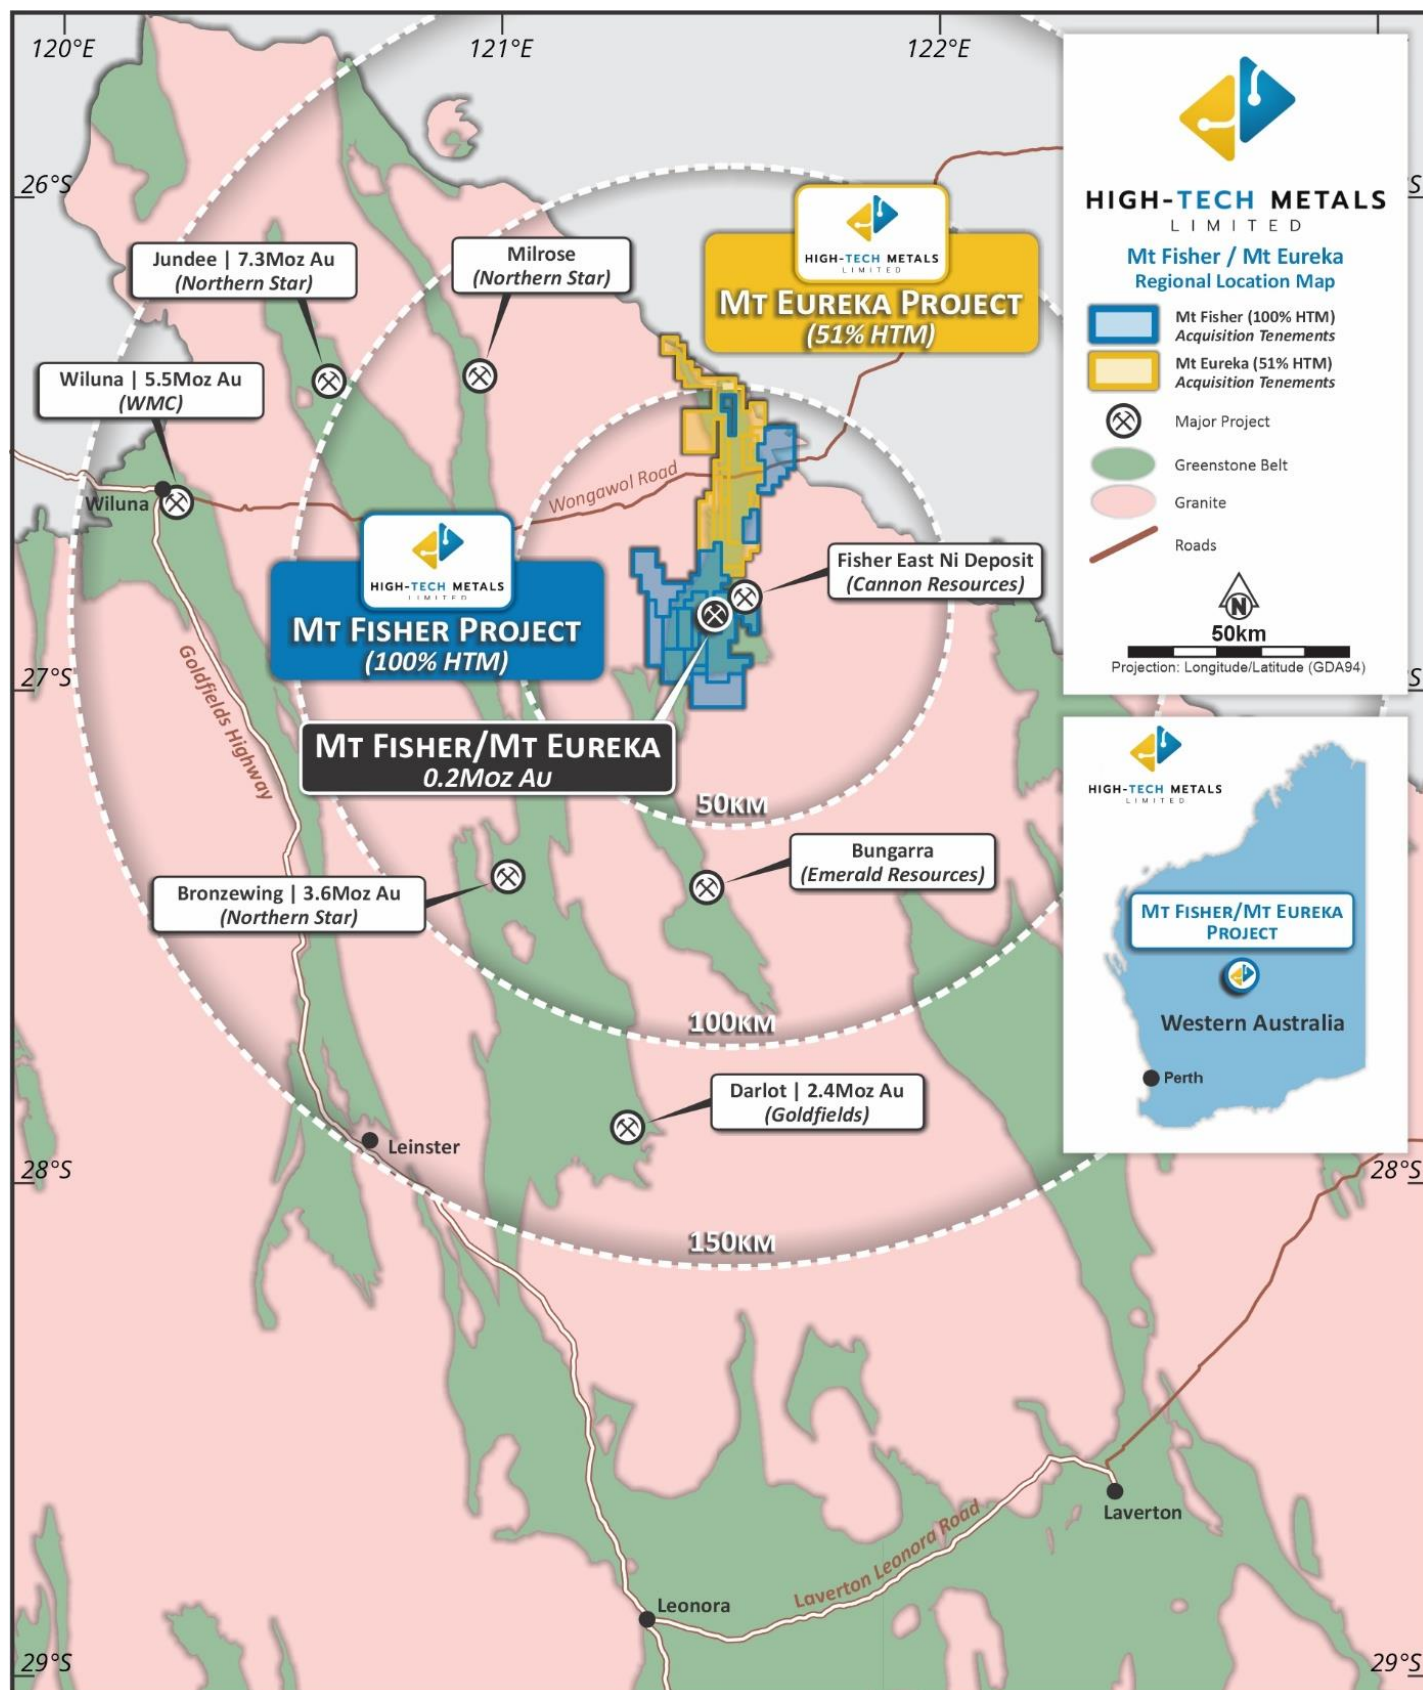 120°E
121°E
122°E
26°S
S
27°S
S
28°S
28°S
29°S
29°S
HIGH-TECH METALS
LIMITED
Mt Fisher / Mt Eureka
Regional Location Map
Mt Fisher (100% HTM)
Acquisition Tenements
Mt Eureka (51% HTM)
Acquisition Tenements
Major Project
Greenstone Belt
Granite
Roads
N
50km
Projection: Longitude/Latitude (GDA94)
Jundee | 7.3Moz Au
(Northern Star)
Milrose
(Northern Star)
HIGH-TECH METALS
LIMITED
MT EUREKA PROJECT
(51% HTM)
Wiluna | 5.5Moz Au
(WMC)
Wiluna
Wongawol Road
HIGH-TECH METALS
LIMITED
MT FISHER PROJECT
(100% HTM)
Fisher East Ni Deposit
(Cannon Resources)
Goldfields Highway
MT FISHER/MT EUREKA
0.2MOZ AU
50KM
Bungarra
(Emerald Resources)
Bronzewing | 3.6Moz Au
(Northern Star)
100KM
Darlot | 2.4Moz Au
(Goldfields)
Leinster
150KM
HIGH-TECH METALS
LIMITED
MT FISHER/MT EUREKA
PROJECT
Western Australia
Perth
Laverton
Laverton Leonora Road
Leonora